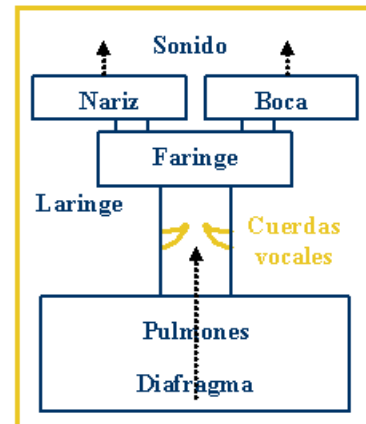 Sonido
Nariz Boca
Faringe
Laringe
Cuerdas
vocales
Pulmones
Diafragma